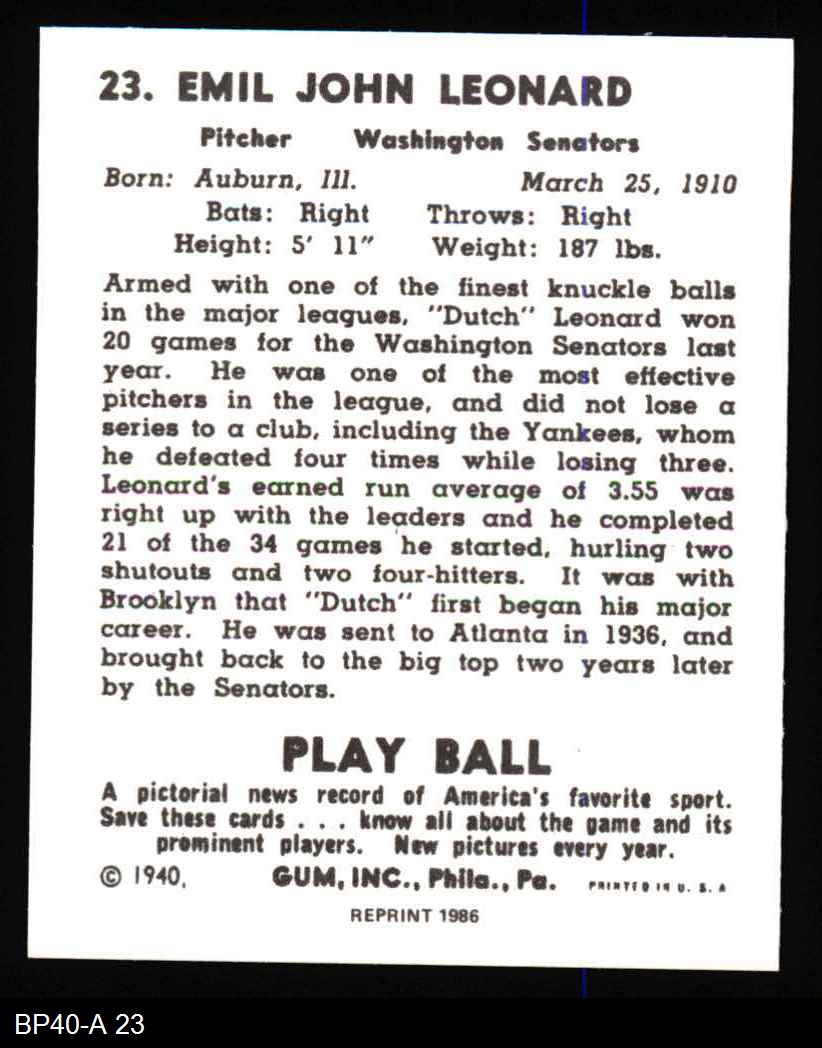 23. EMIL JOHN LEONARD
Pitcher Washington Senators
Born: Auburn, Ill. March 25, 1910
Bats: Right Throws: Right
Height: 5' 11" Weight: 187 lbs.
Armed with one of the finest knuckle balls
in the major leagues, "Dutch" Leonard won
20 games for the Washington Senators last
year. He was one of the most effective
pitchers in the league, and did not lose a
series to a club, including the Yankees, whom
he defeated four times while losing three.
Leonard's earned run average of 3.55 was
right up with the leaders and he completed
21 of the 34 games he started, hurling two
shutouts and two four-hitters. It was with
Brooklyn that "Dutch" first began his major
career. He was sent to Atlanta in 1936, and
brought back to the big top two years later
by the Senators.
PLAY BALL
A pictorial news record of America's favorite sport.
Save these cards . . . know all about the game and its
prominent players. New pictures every year.
© 1940, GUM, INC., Phila., Pa. PRINTED IN U. S. A
REPRINT 1986
BP40-A 23